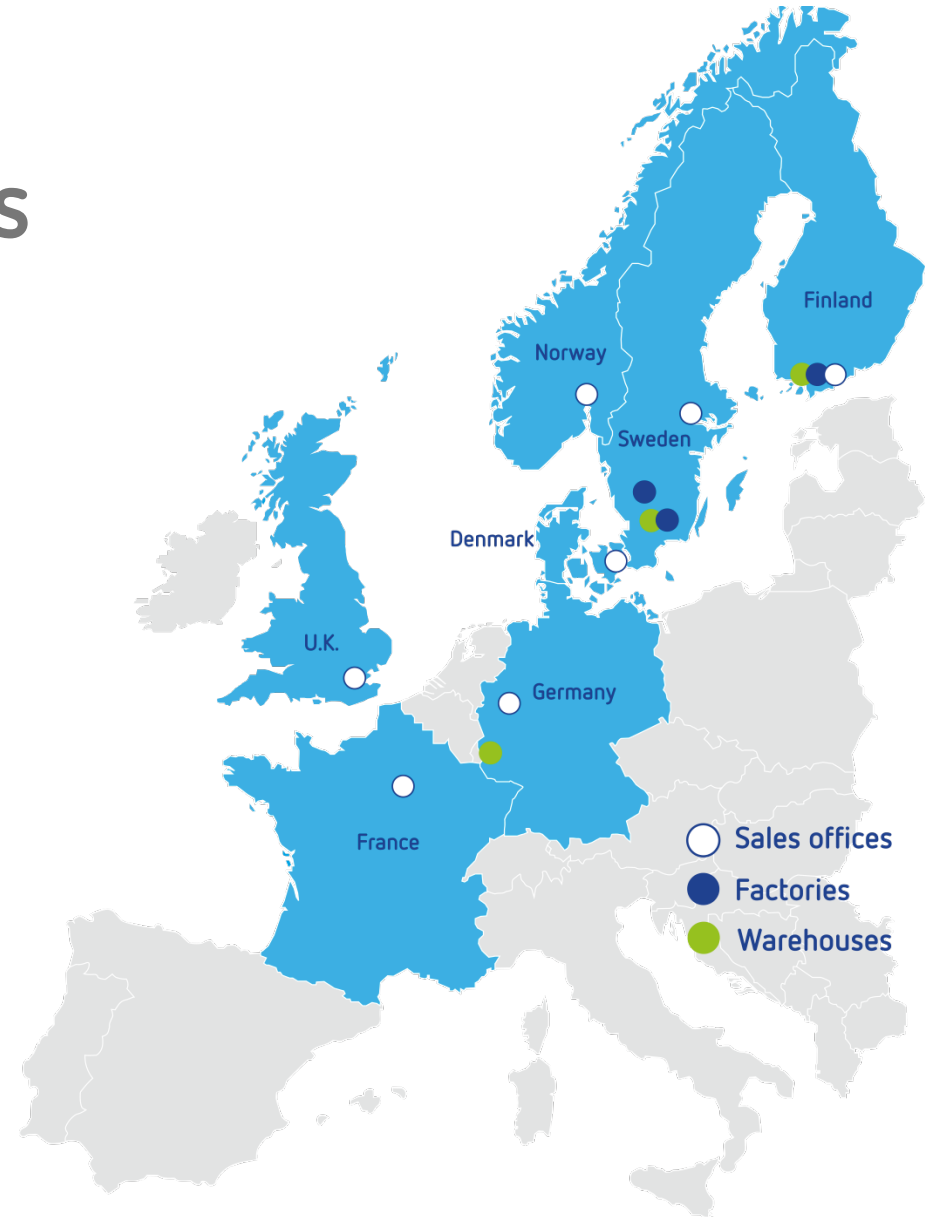 s
Finland
Norway
Sweden
Denmark
U.K.
Germany
France
Sales offices
Factories
Warehouses